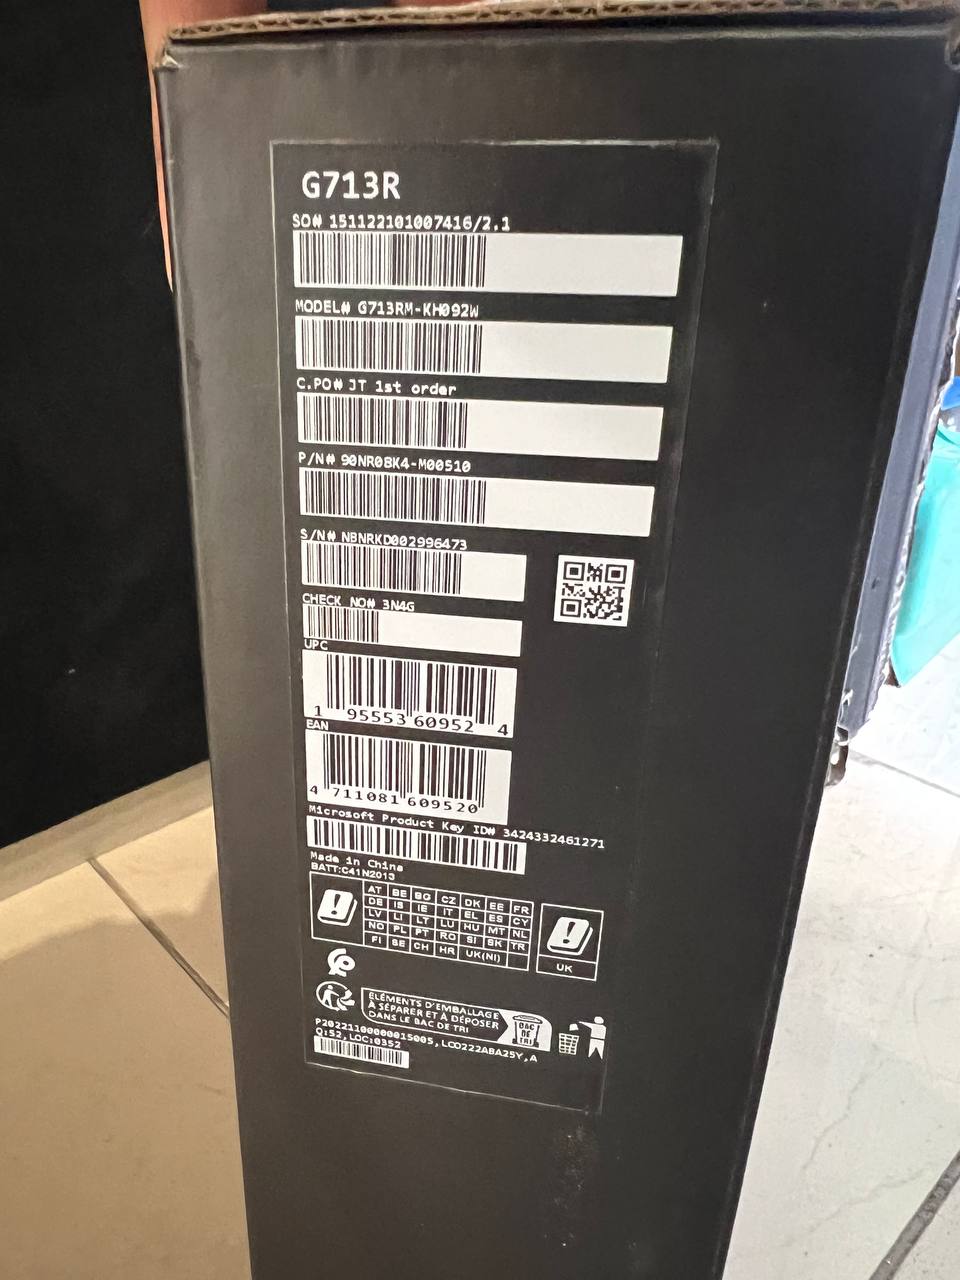 G713R
SO# 151122101007416/2.1
MODEL# G713RM-KH092W
C.PO# JT 1st order
P/N# 90NR0BK4-M00510
S/N# NBNRKD002996473
CHECK NO# 3N4G
UPC
1 95553 60952 4
EAN
4 711081 609520
Microsoft Product Key ID# 3424332461271
Made in China
BATT:C41N2013
AT BE BG CZ DK EE FR
DE IS IE IT EL ES CY
LV LI LT LU HU MT NL
NO PL PT RO SI SK TR
FI SE CH HR UK(NI)
UK
ÉLÉMENTS D'EMBALLAGE
À SÉPARER ET À DÉPOSER
DANS LE BAC DE TRI
BAC
DE
TRI
P20221100000015005, LCD222ABA25Y,A
Q:52, LOC:0352